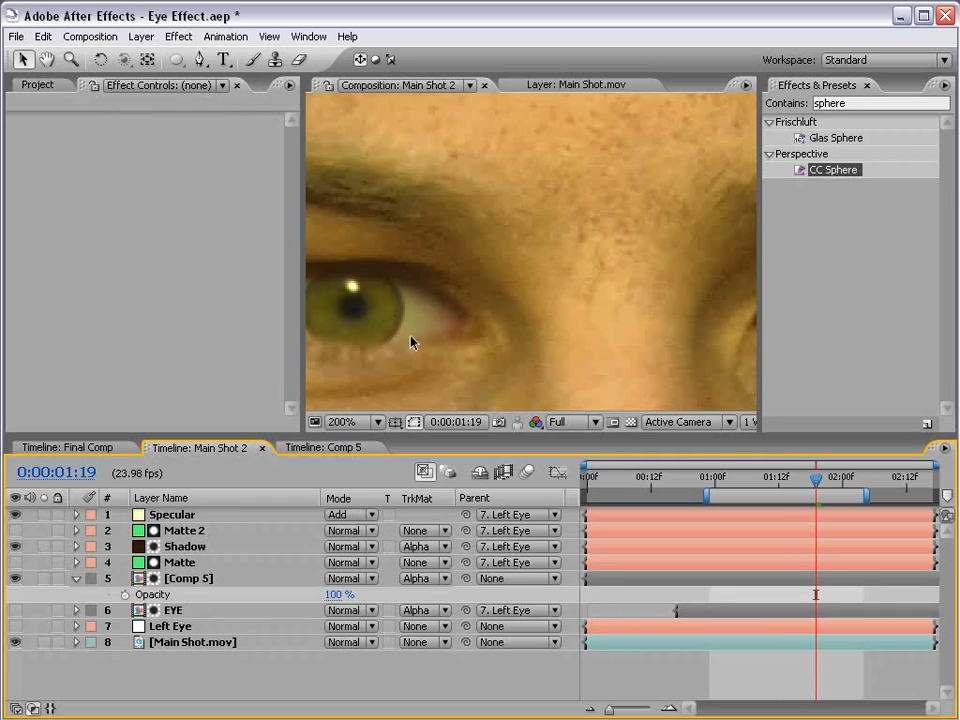 Adobe After Effects - Eye Effect.aep *
File Edit Composition Layer Effect Animation View Window Help
T Workspace: Standard
Project Effect Controls: (none) Composition: Main Shot 2 Layer: Main Shot.mov Effects & Presets
Contains: sphere
Frischluft
Glas Sphere
Perspective
CC Sphere
200% 0:00:01:19 Full Active Camera 1 V
Timeline: Final Comp Timeline: Main Shot 2 Timeline: Comp 5
0:00:01:19 (23.98 fps)
:00f 00:12f 01:00f 01:12f 02:00f 02:12f
# Layer Name Mode T TrkMat Parent
1 Specular Add 7. Left Eye
2 Matte 2 Normal None 7. Left Eye
3 Shadow Normal Alpha 7. Left Eye
4 Matte Normal None 7. Left Eye
5 [Comp 5] Normal Alpha None
Opacity 100 %
6 EYE Normal Alpha 7. Left Eye
7 Left Eye Normal None None
8 [Main Shot.mov] Normal None None